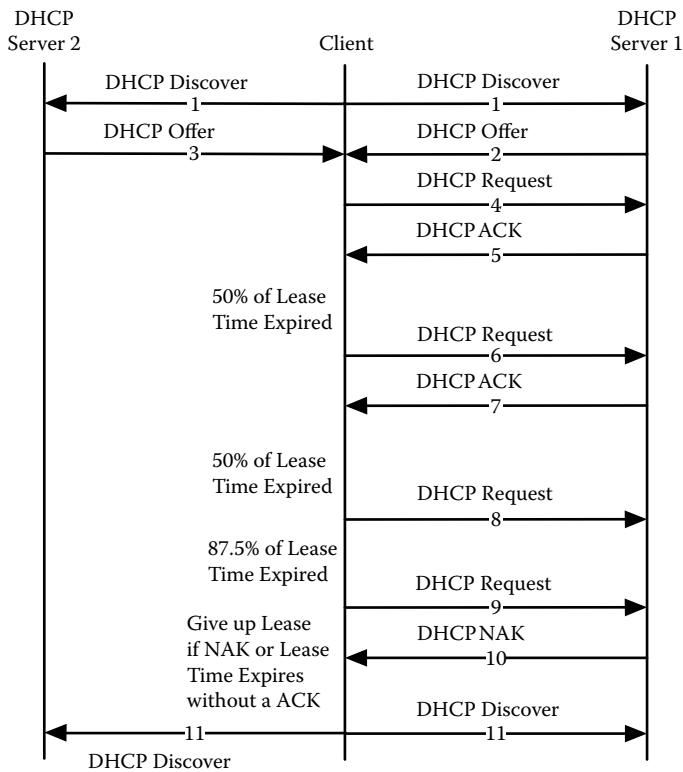 DHCP
Server 2
Client
DHCP
Server 1
DHCP Discover
1
DHCP Discover
1
DHCP Offer
3
DHCP Offer
2
DHCP Request
4
DHCP ACK
5
50% of Lease
Time Expired
DHCP Request
6
DHCP ACK
7
50% of Lease
Time Expired
DHCP Request
8
87.5% of Lease
Time Expired
DHCP Request
9
Give up Lease
if NAK or Lease
Time Expires
without a ACK
DHCP NAK
10
DHCP Discover
11
11
DHCP Discover